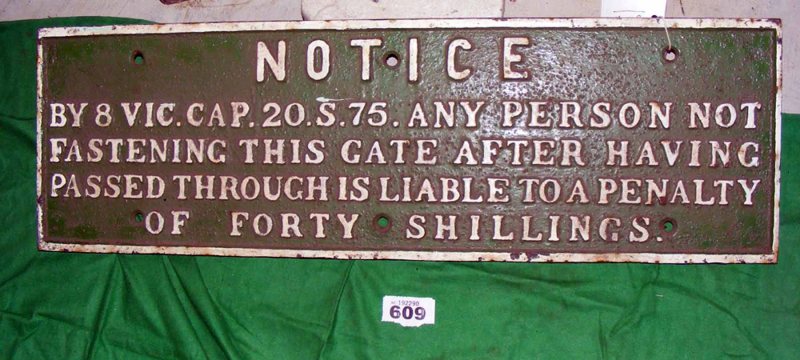 NOTICE
BY 8 VIC. CAP. 20. S. 75. ANY PERSON NOT
FASTENING THIS GATE AFTER HAVING
PASSED THROUGH IS LIABLE TO A PENALTY
OF FORTY SHILLINGS.
192290
609